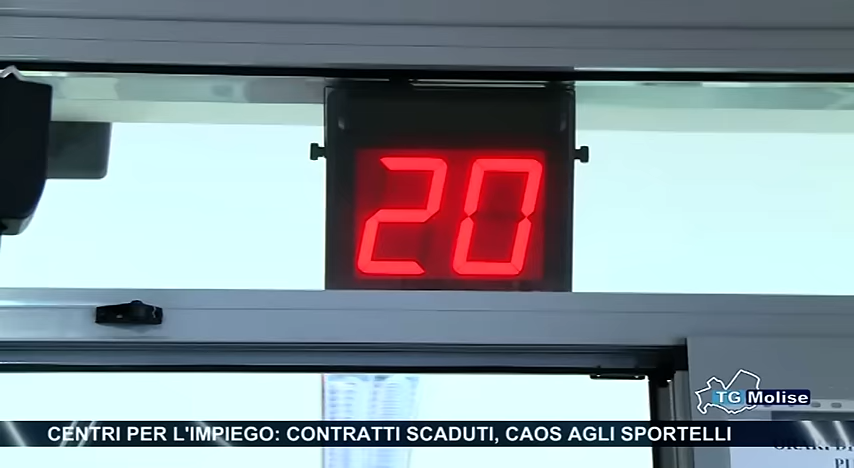 20
TG Molise
CENTRI PER L'IMPIEGO: CONTRATTI SCADUTI, CAOS AGLI SPORTELLI